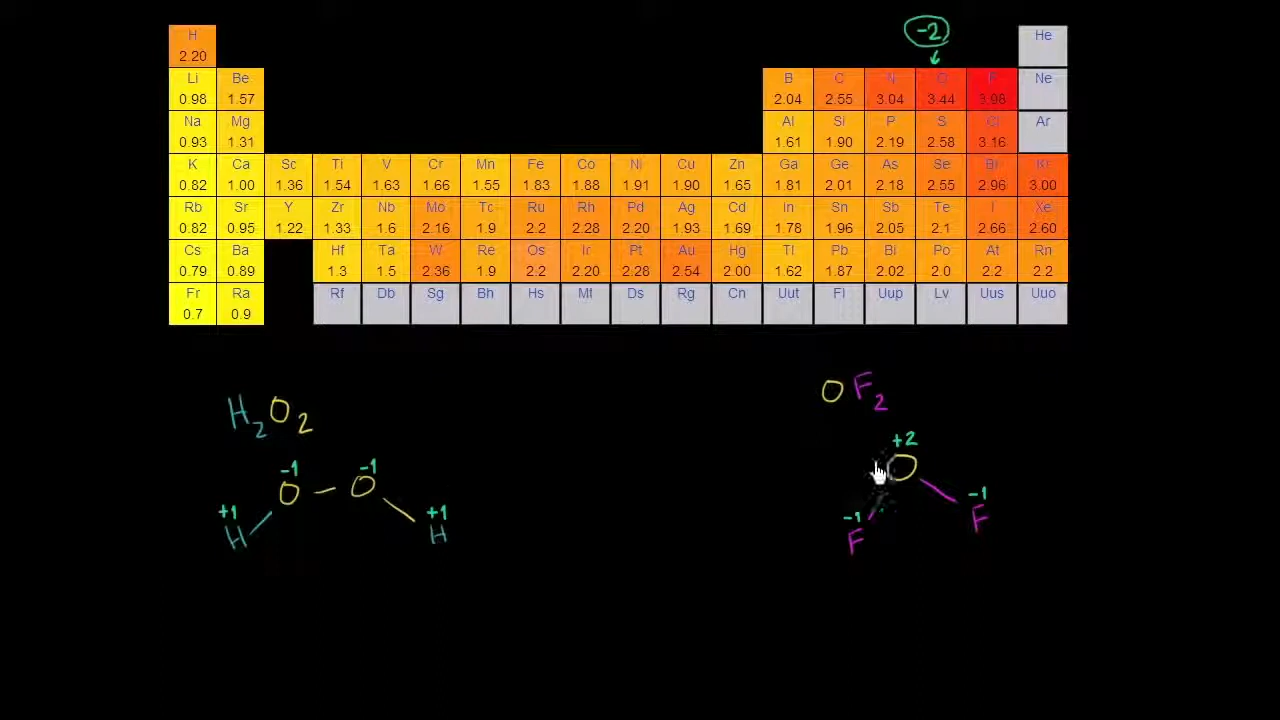 -2
H He
2.20
Li Be B C N O F Ne
0.98 1.57 2.04 2.55 3.04 3.44 3.98
Na Mg Al Si P S Cl Ar
0.93 1.31 1.61 1.90 2.19 2.58 3.16
K Ca Sc Ti V Cr Mn Fe Co Ni Cu Zn Ga Ge As Se Br Kr
0.82 1.00 1.36 1.54 1.63 1.66 1.55 1.83 1.88 1.91 1.90 1.65 1.81 2.01 2.18 2.55 2.96 3.00
Rb Sr Y Zr Nb Mo Tc Ru Rh Pd Ag Cd In Sn Sb Te I Xe
0.82 0.95 1.22 1.33 1.6 2.16 1.9 2.2 2.28 2.20 1.93 1.69 1.78 1.96 2.05 2.1 2.66 2.60
Cs Ba Hf Ta W Re Os Ir Pt Au Hg Tl Pb Bi Po At Rn
0.79 0.89 1.3 1.5 2.36 1.9 2.2 2.20 2.28 2.54 2.00 1.62 1.87 2.02 2.0 2.2 2.2
Fr Ra Rf Db Sg Bh Hs Mt Ds Rg Cn Uut Fl Uup Lv Uus Uuo
0.7 0.9
H2O2
-1 -1
O - O
+1 +1
H H
OF2
+2
O
-1 -1
F F